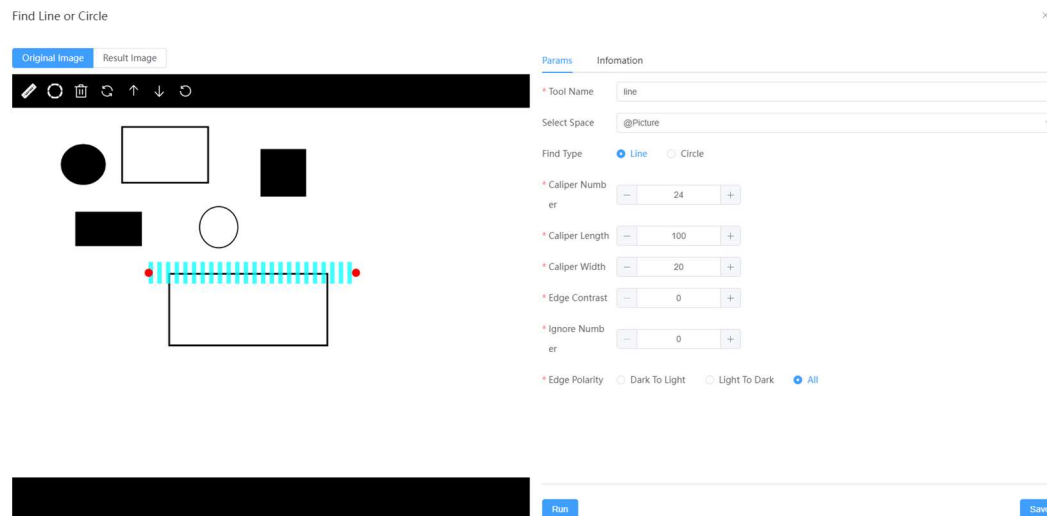 Find Line or Circle
Original Image Result Image
Params Infomation
* Tool Name line
Select Space @Picture
Find Type Line Circle
* Caliper Numb
er 24
* Caliper Length 100
* Caliper Width 20
* Edge Contrast 0
* Ignore Numb
er 0
* Edge Polarity Dark To Light Light To Dark All
Run Save